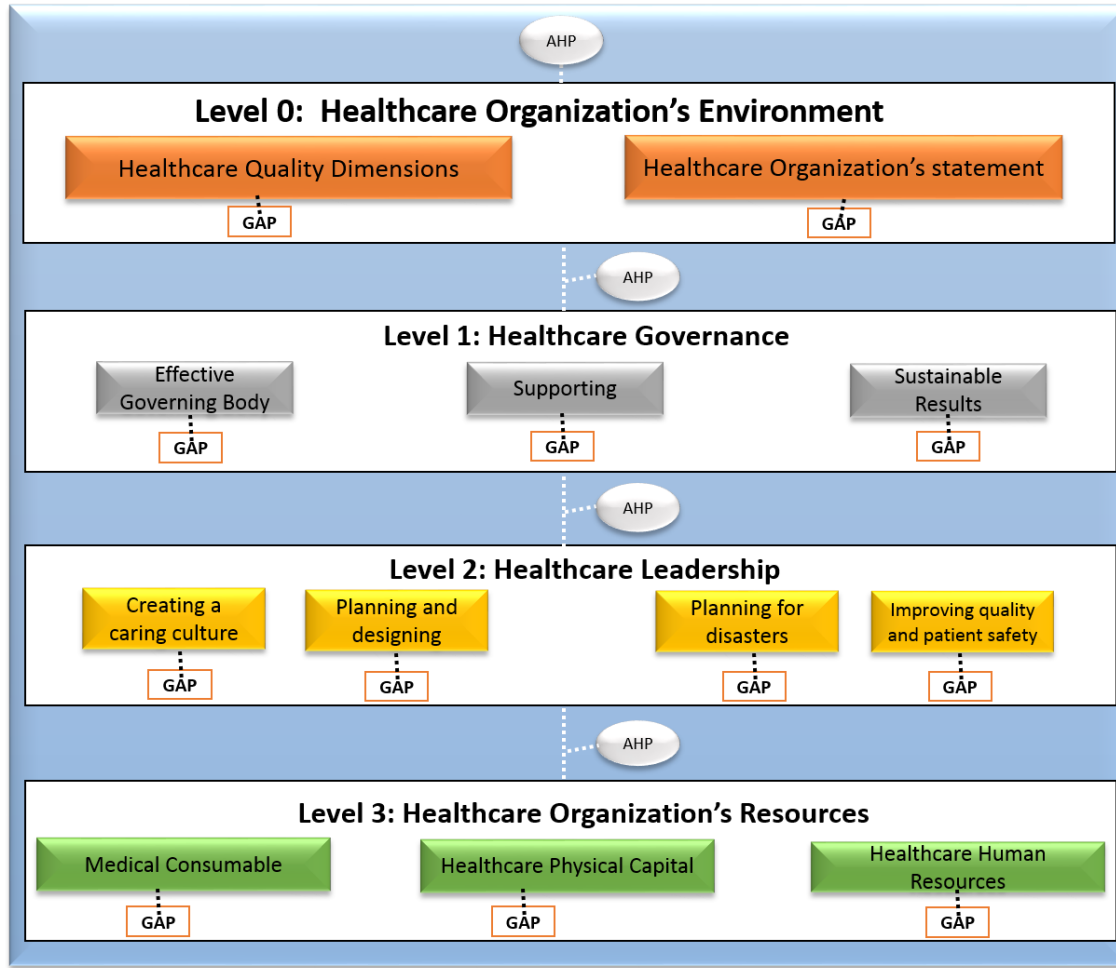 AHP
Level 0:  Healthcare Organization's Environment
Healthcare Quality Dimensions
Healthcare Organization's statement
GAP
GAP
AHP
Level 1: Healthcare Governance
Effective
Governing Body
Supporting
Sustainable
Results
GAP
GAP
GAP
AHP
Level 2: Healthcare Leadership
Creating a
caring culture
Planning and
designing
Planning for
disasters
Improving quality
and patient safety
GAP
GAP
GAP
GAP
AHP
Level 3: Healthcare Organization's Resources
Medical Consumable
Healthcare Physical Capital
Healthcare Human
Resources
GAP
GAP
GAP